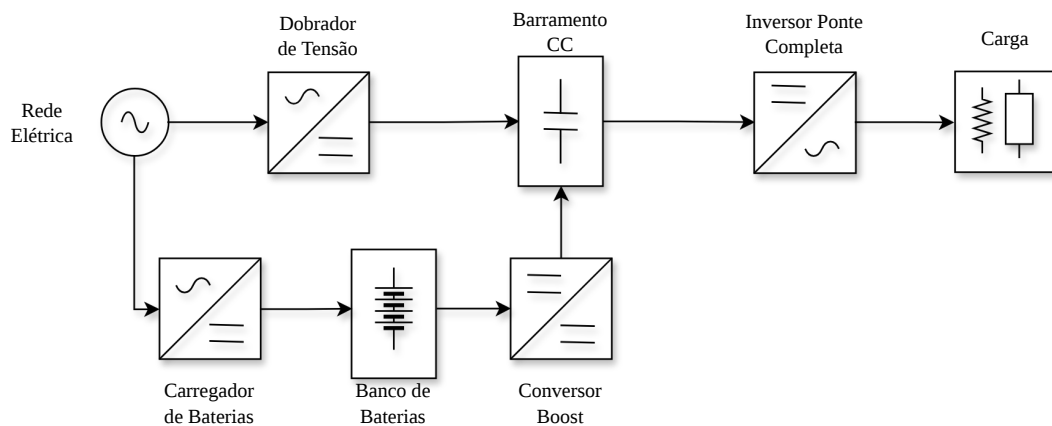 Dobrador
de Tensão
Barramento
CC
Inversor Ponte
Completa
Carga
Rede
Elétrica
Carregador
de Baterias
Banco de
Baterias
Conversor
Boost